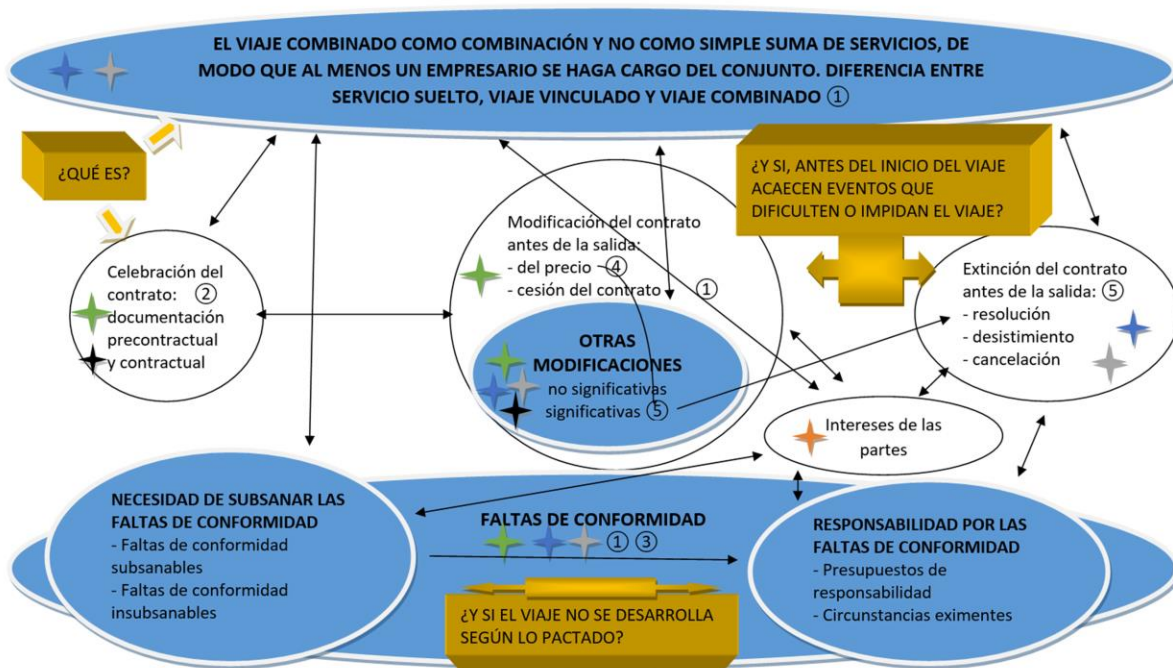 EL VIAJE COMBINADO COMO COMBINACIÓN Y NO COMO SIMPLE SUMA DE SERVICIOS, DE
MODO QUE AL MENOS UN EMPRESARIO SE HAGA CARGO DEL CONJUNTO. DIFERENCIA ENTRE
SERVICIO SUELTO, VIAJE VINCULADO Y VIAJE COMBINADO ①
¿QUÉ ES?
¿Y SI, ANTES DEL INICIO DEL VIAJE
ACAECEN EVENTOS QUE
DIFICULTEN O IMPIDAN EL VIAJE?
Celebración del
contrato: ②
documentación
precontractual
y contractual
Modificación del contrato
antes de la salida:
- del precio ④
- cesión del contrato ①
OTRAS
MODIFICACIONES
no significativas
significativas ⑤
Extinción del contrato
antes de la salida: ⑤
- resolución
- desistimiento
- cancelación
Intereses de las
partes
NECESIDAD DE SUBSANAR LAS
FALTAS DE CONFORMIDAD
- Faltas de conformidad
subsanables
- Faltas de conformidad
insubsanables
FALTAS DE CONFORMIDAD
① ③
¿Y SI EL VIAJE NO SE DESARROLLA
SEGÚN LO PACTADO?
RESPONSABILIDAD POR LAS
FALTAS DE CONFORMIDAD
- Presupuestos de
responsabilidad
- Circunstancias eximentes